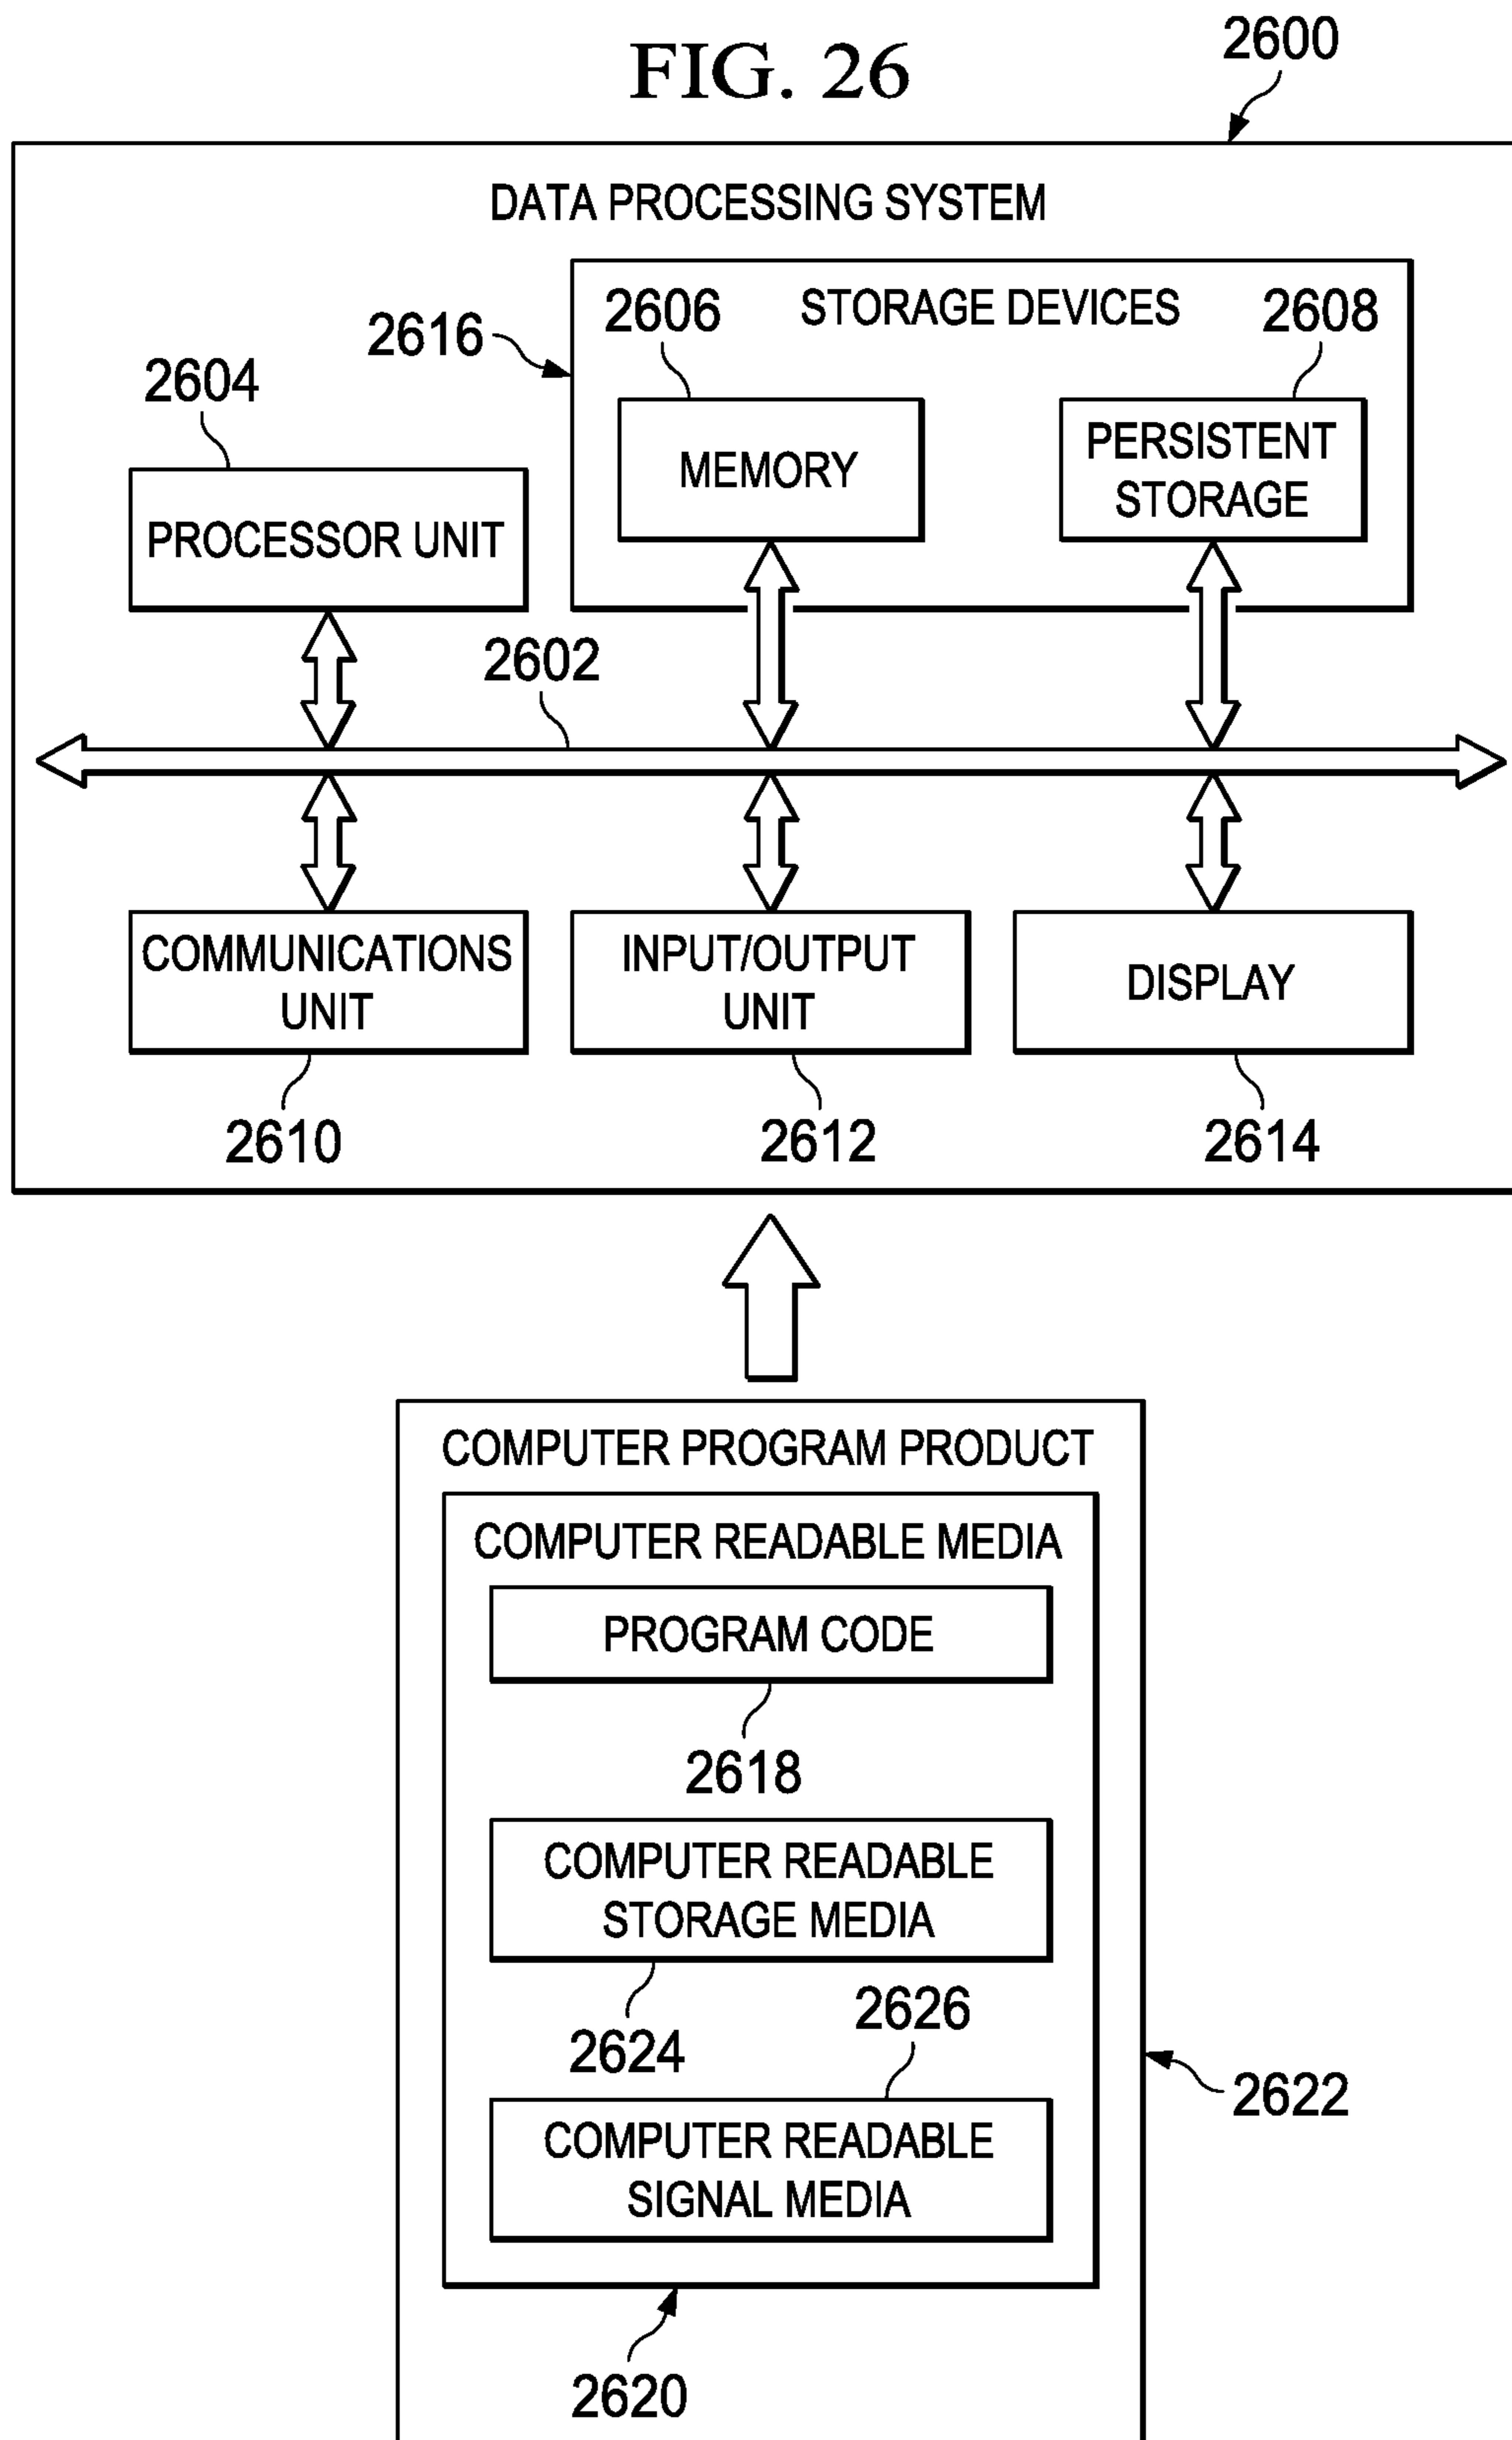 FIG. 26
2600
DATA PROCESSING SYSTEM
2616
2606
STORAGE DEVICES
2608
2604
MEMORY
PERSISTENT
STORAGE
PROCESSOR UNIT
2602
COMMUNICATIONS
UNIT
INPUT/OUTPUT
UNIT
DISPLAY
2610
2612
2614
COMPUTER PROGRAM PRODUCT
COMPUTER READABLE MEDIA
PROGRAM CODE
2618
COMPUTER READABLE
STORAGE MEDIA
2624
2626
COMPUTER READABLE
SIGNAL MEDIA
2622
2620